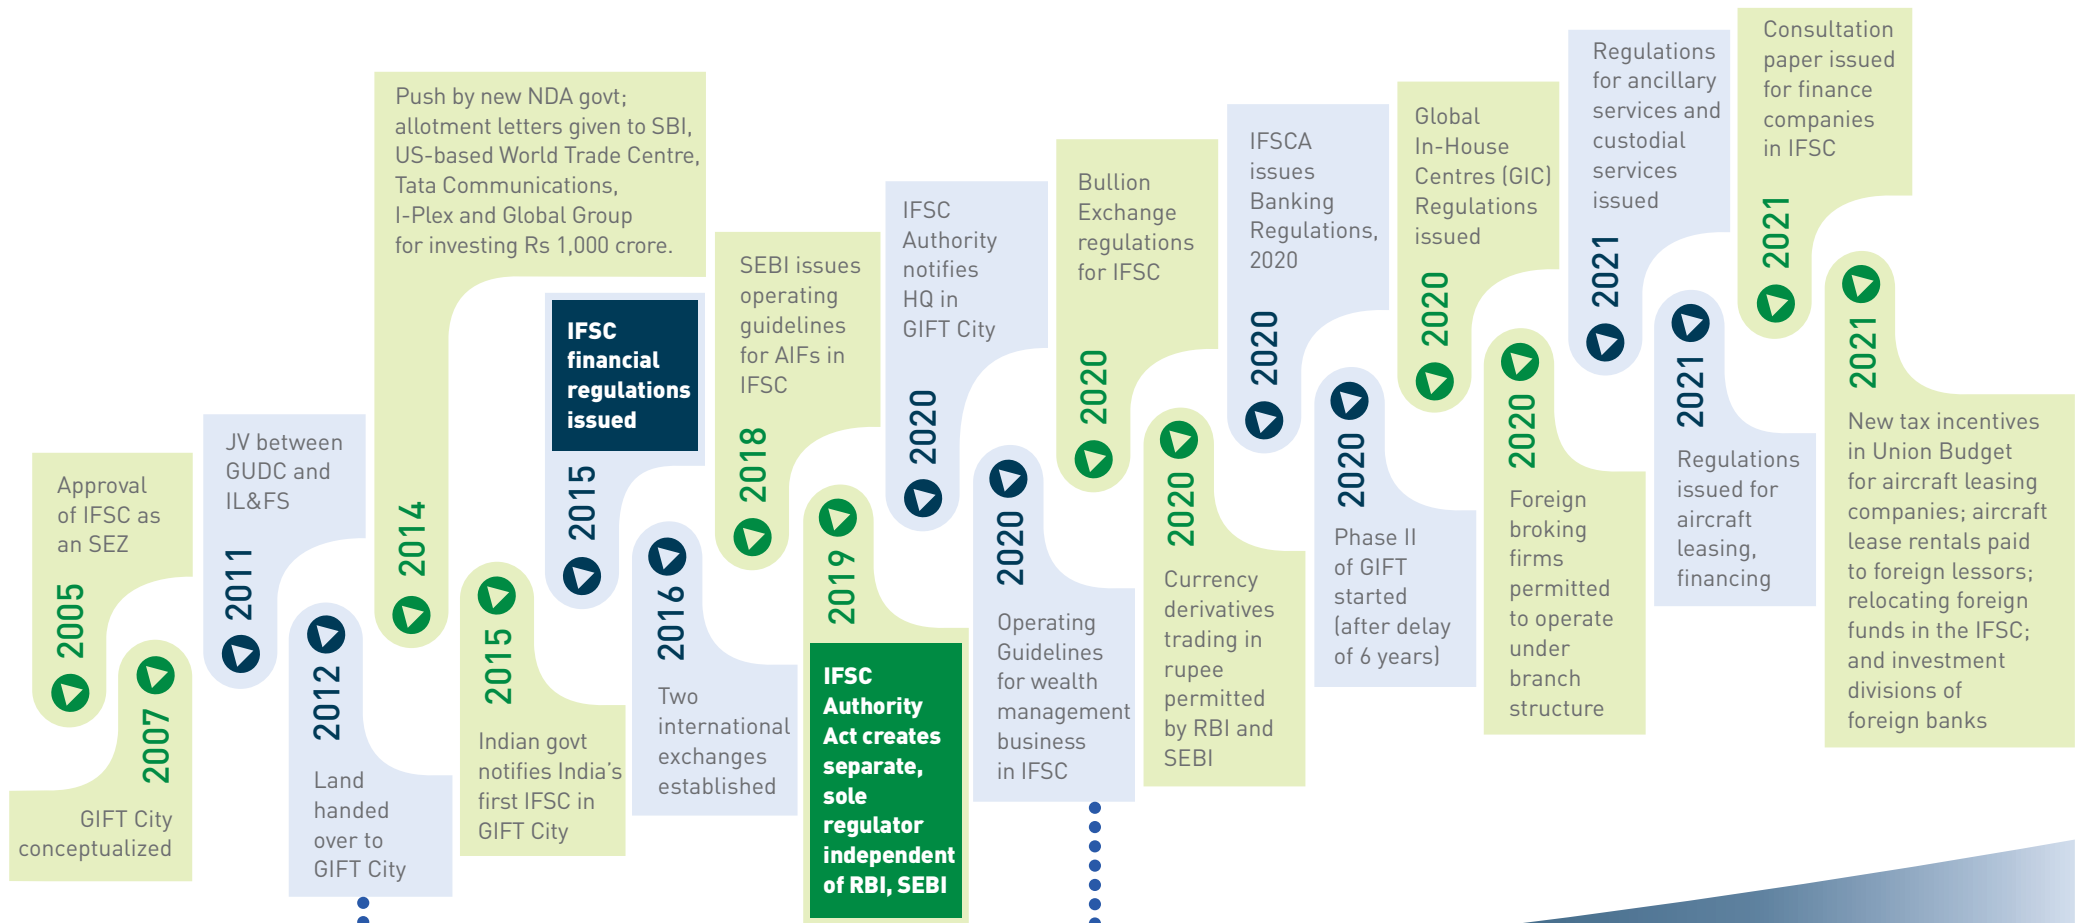 Approval
of IFSC as
an SEZ
2005
2007
GIFT City
conceptualized
JV between
GUDC and
IL&FS
2011
2012
Land
handed
over to
GIFT City
Push by new NDA govt;
allotment letters given to SBI,
US-based World Trade Centre,
Tata Communications,
I-Plex and Global Group
for investing Rs 1,000 crore.
2014
2015
Indian govt
notifies India’s
first IFSC in
GIFT City
IFSC
financial
regulations
issued
2015
2016
Two
international
exchanges
established
SEBI issues
operating
guidelines
for AIFs in
IFSC
2018
2019
IFSC
Authority
Act creates
separate,
sole
regulator
independent
of RBI, SEBI
IFSC
Authority
notifies
HQ in
GIFT City
2020
2020
Operating
Guidelines
for wealth
management
business
in IFSC
Bullion
Exchange
regulations
for IFSC
2020
2020
Currency
derivatives
trading in
rupee
permitted
by RBI and
SEBI
IFSCA
issues
Banking
Regulations,
2020
2020
2020
Phase II
of GIFT
started
(after delay
of 6 years)
Global
In-House
Centres (GIC)
Regulations
issued
2020
2020
Foreign
broking
firms
permitted
to operate
under
branch
structure
Regulations
for ancillary
services and
custodial
services
issued
2021
2021
Regulations
issued for
aircraft
leasing,
financing
Consultation
paper issued
for finance
companies
in IFSC
2021
2021
New tax incentives
in Union Budget
for aircraft leasing
companies; aircraft
lease rentals paid
to foreign lessors;
relocating foreign
funds in the IFSC;
and investment
divisions of
foreign banks